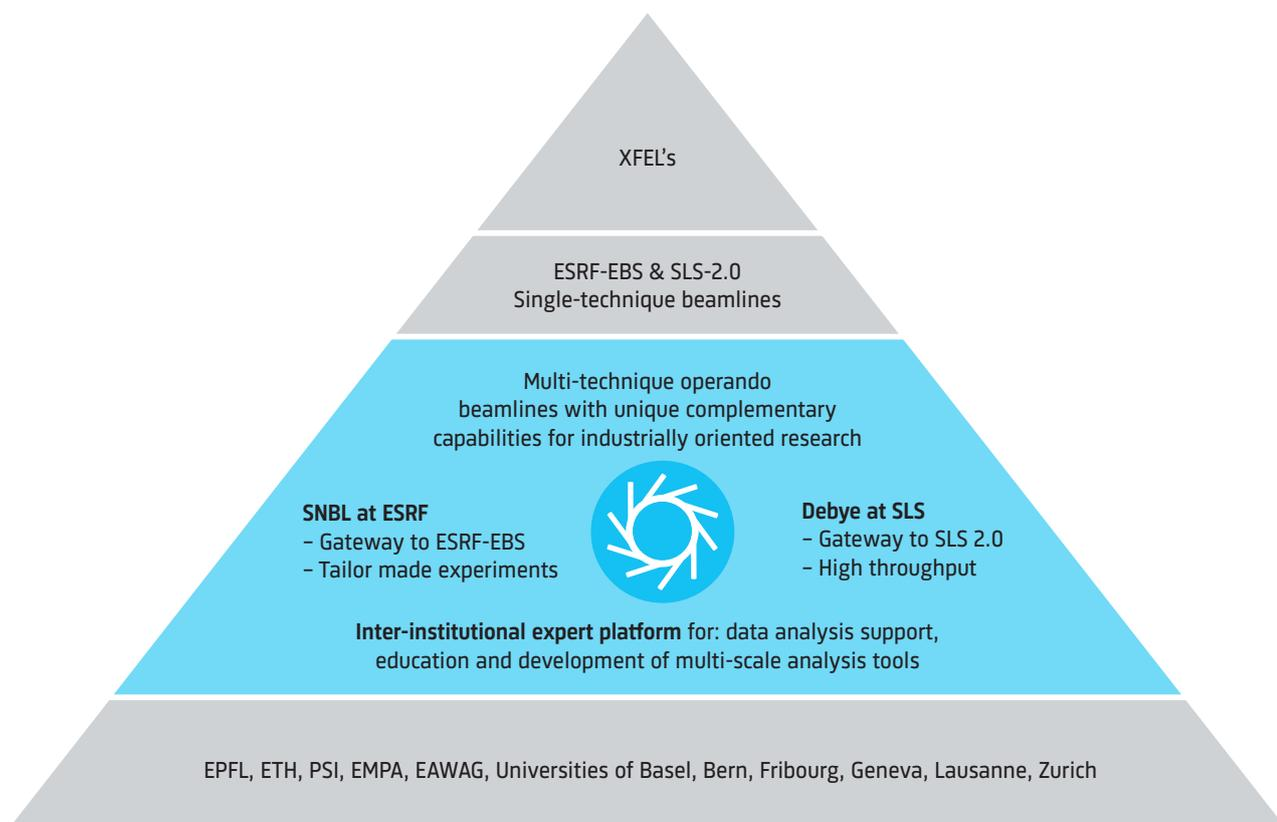 XFEL's
ESRF-EBS & SLS-2.0
Single-technique beamlines
Multi-technique operando
beamlines with unique complementary
capabilities for industrially oriented research
SNBL at ESRF
– Gateway to ESRF-EBS
– Tailor made experiments
Debye at SLS
– Gateway to SLS 2.0
– High throughput
Inter-institutional expert platform for: data analysis support,
education and development of multi-scale analysis tools
EPFL, ETH, PSI, EMPA, EAWAG, Universities of Basel, Bern, Fribourg, Geneva, Lausanne, Zurich